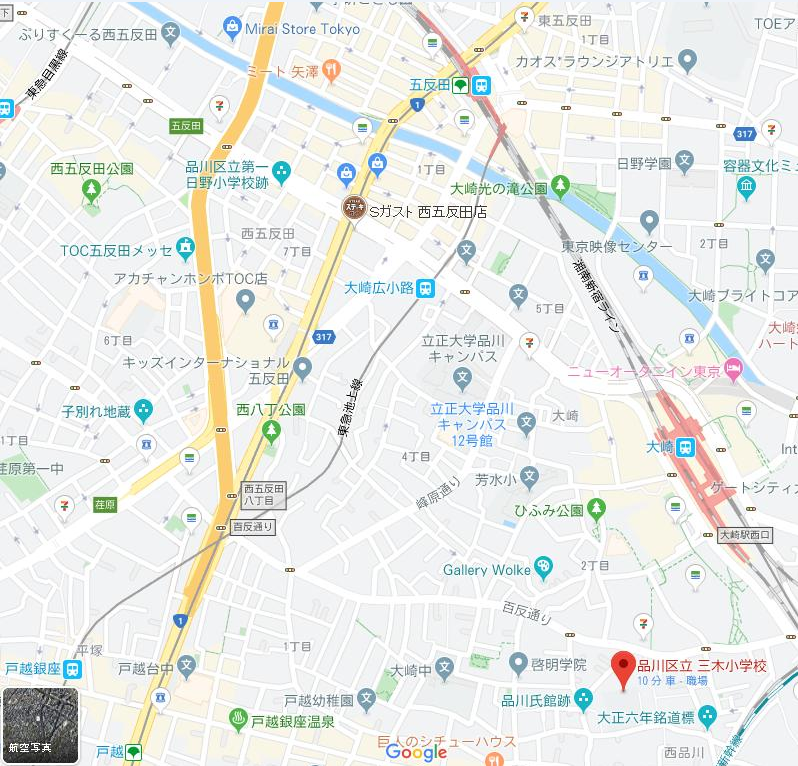 下
ぷりすくーる西五反田
Mirai Store Tokyo
東五反田
1丁目
TOEア
東急目黒線
ミート 矢澤
カオス*ラウンジアトリエ
五反田
1
五反田
317
品川区立第一
日野小学校跡
日野学園
西五反田公園
容器文化ミュ
大崎光の滝公園
Sガスト 西五反田店
西五反田
7丁目
TOC五反田メッセ
東京映像センター
2丁目
アカチャンホンポTOC店
湘南新宿ライン
大崎広小路
大崎ブライトコア
5丁目
317
6丁目
立正大学品川
キャンパス
大崎
ハート
キッズインターナショナル
五反田
ニューオータニイン東京
東急池上線
子別れ地蔵
西八丁公園
立正大学品川
キャンパス
12号館
大崎
大崎
Int
1丁目
荏原第一中
4丁目
芳水小
ゲートシティ大
西五反田
八丁目
峰原通り
荏原
ひふみ公園
百反通り
大崎駅西口
3丁目
Gallery Wolke
百反通り
1
平塚
1丁目
戸越銀座
戸越台中
大崎中
啓明学院
品川区立 三木小学校
10 分 車 - 職場
戸越幼稚園
品川氏館跡
大正六年銘道標
戸越銀座温泉
航空写真
巨人のシチューハウス
戸越
Google
西品川
新幹線